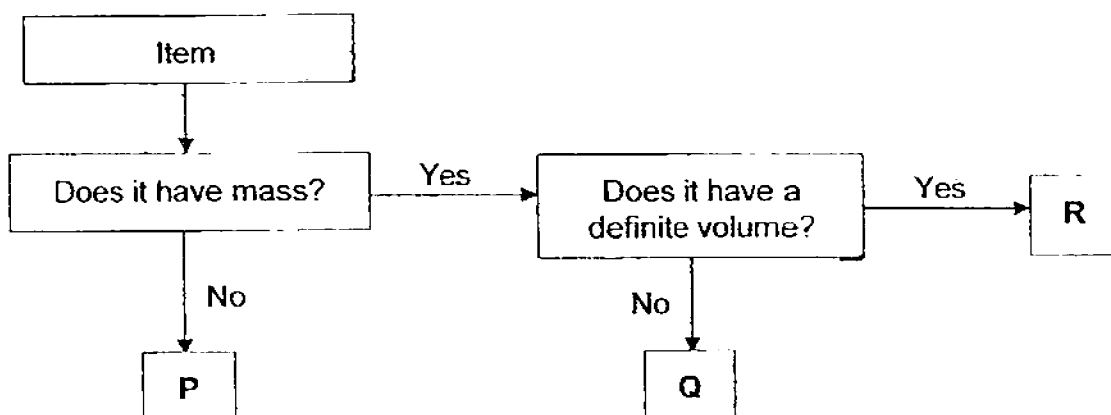 Item
Does it have mass?
Yes
Does it have a
definite volume?
Yes
R
No
No
P
Q